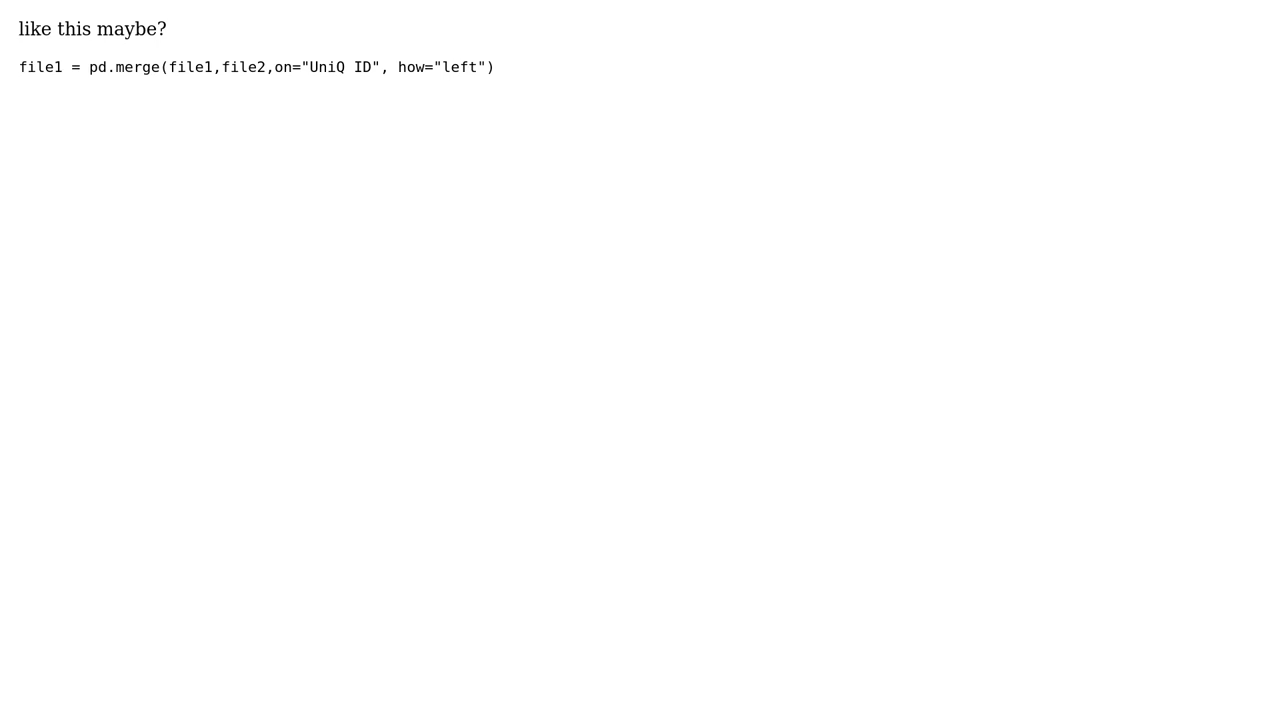 like this maybe?
file1 = pd.merge(file1,file2,on="UniQ ID", how="left")